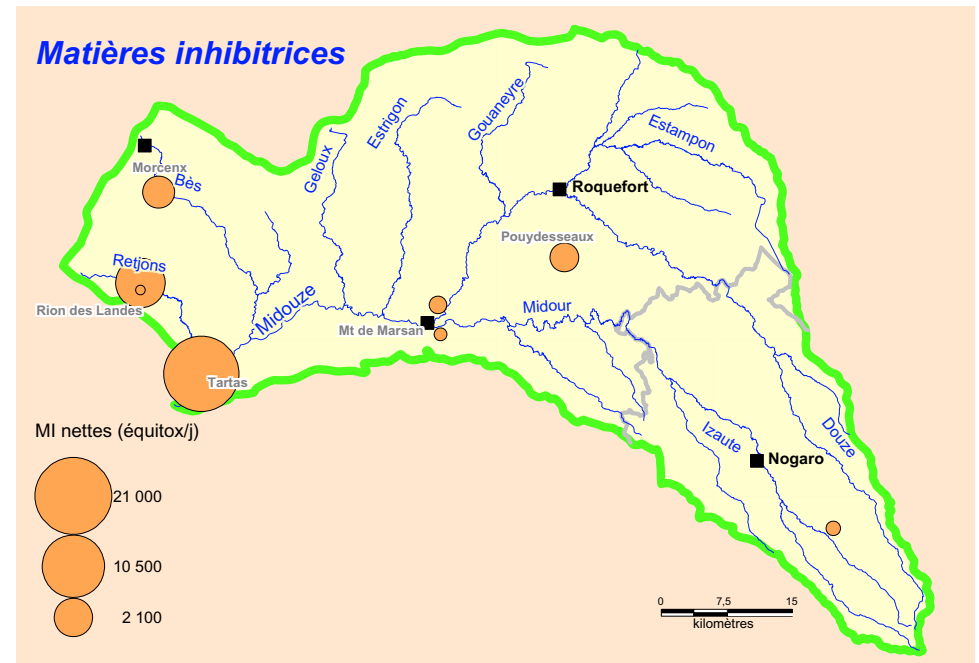 Matières inhibitrices
Gouaneyre
Estrigon
Estampon
Geloux
Morcenx
Bès
Roquefort
Pouydesseaux
Retjons
Rion des Landes
Midouze
Midour
Mt de Marsan
Tartas
MI nettes (équitox/j)
Izaute
Douze
Nogaro
21 000
10 500
2 100
0 7,5 15
kilomètres